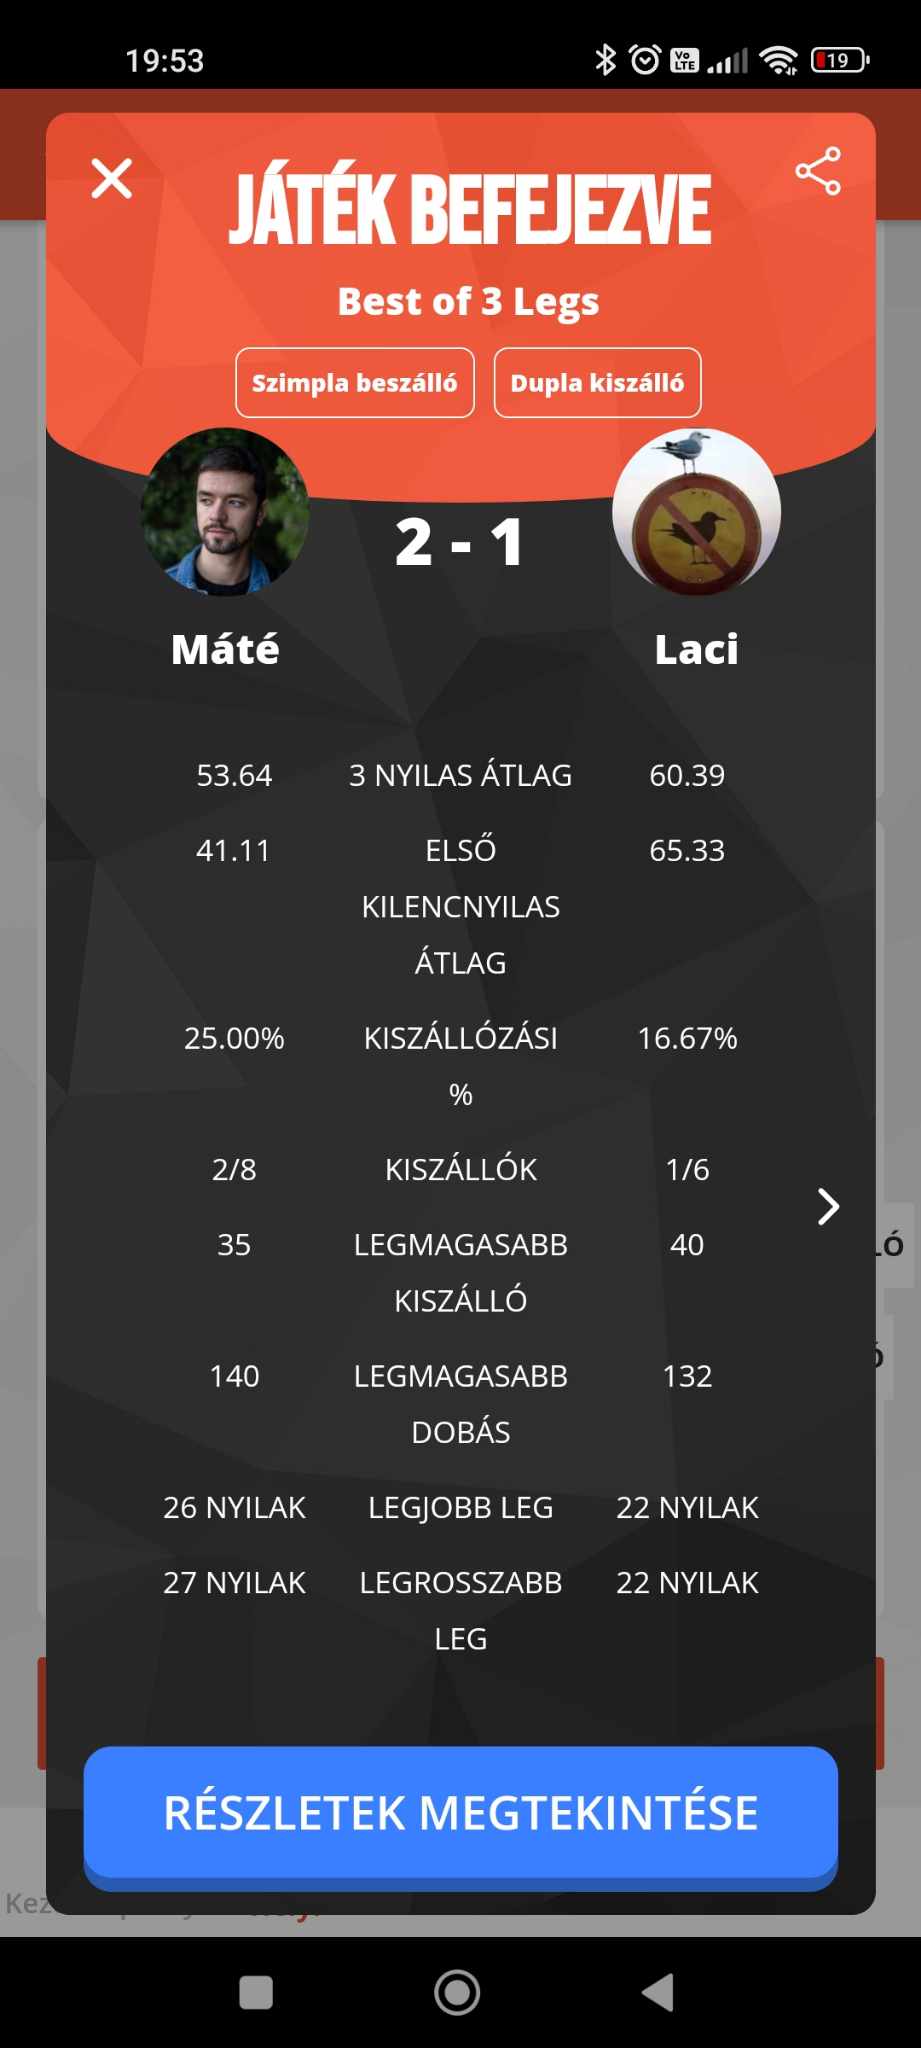 19:53
Vo LTE
19
JÁTÉK BEFEJEZVE
Best of 3 Legs
Szimpla beszálló Dupla kiszálló
2 - 1
Máté Laci
53.64 3 NYILAS ÁTLAG 60.39
41.11 ELSŐ 65.33
KILENCNYILAS
ÁTLAG
25.00% KISZÁLLÓZÁSI 16.67%
%
2/8 KISZÁLLÓK 1/6
35 LEGMAGASABB 40
KISZÁLLÓ
140 LEGMAGASABB 132
DOBÁS
26 NYILAK LEGJOBB LEG 22 NYILAK
27 NYILAK LEGROSSZABB 22 NYILAK
LEG
RÉSZLETEK MEGTEKINTÉSE